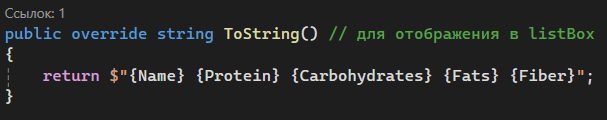 Ссылок: 1
public override string ToString() // для отображения в listBox
{
    return $"{Name} {Protein} {Carbohydrates} {Fats} {Fiber}";
}